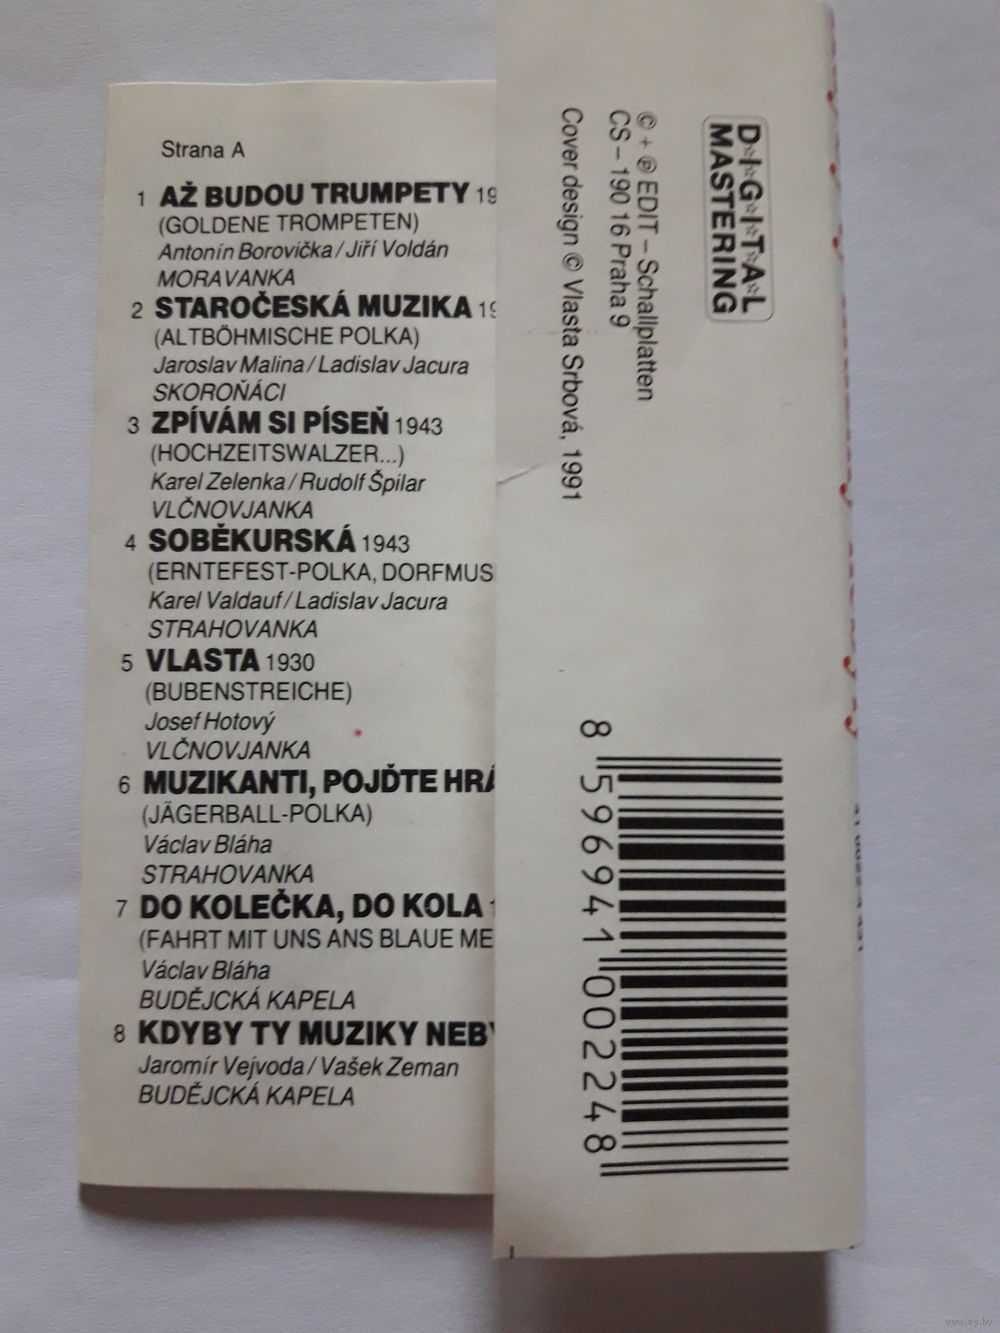 Strana A
1 AŽ BUDOU TRUMPETY 19
(GOLDENE TROMPETEN)
Antonín Borovička / Jiří Voldán
MORAVANKA
2 STAROČESKÁ MUZIKA 19
(ALTBÖHMISCHE POLKA)
Jaroslav Malina / Ladislav Jacura
SKOROŇÁCI
3 ZPÍVÁM SI PÍSEŇ 1943
(HOCHZEITSWALZER...)
Karel Zelenka / Rudolf Špilar
VLČNOVJANKA
4 SOBĚKURSKÁ 1943
(ERNTEFEST-POLKA, DORFMUS
Karel Valdauf / Ladislav Jacura
STRAHOVANKA
5 VLASTA 1930
(BUBENSTREICHE)
Josef Hotový
VLČNOVJANKA
6 MUZIKANTI, POJĎTE HRÁ
(JÄGERBALL-POLKA)
Václav Bláha
STRAHOVANKA
7 DO KOLEČKA, DO KOLA 1
(FAHRT MIT UNS ANS BLAUE ME
Václav Bláha
BUDĚJCKÁ KAPELA
8 KDYBY TY MUZIKY NEBY
Jaromír Vejvoda / Vašek Zeman
BUDĚJCKÁ KAPELA
D☆I☆G☆I☆T☆A☆L
MASTERING
© + ℗ EDIT – Schallplatten
CS – 190 16 Praha 9
Cover design © Vlasta Srbová, 1991
8 596941 002248
www.ay.by